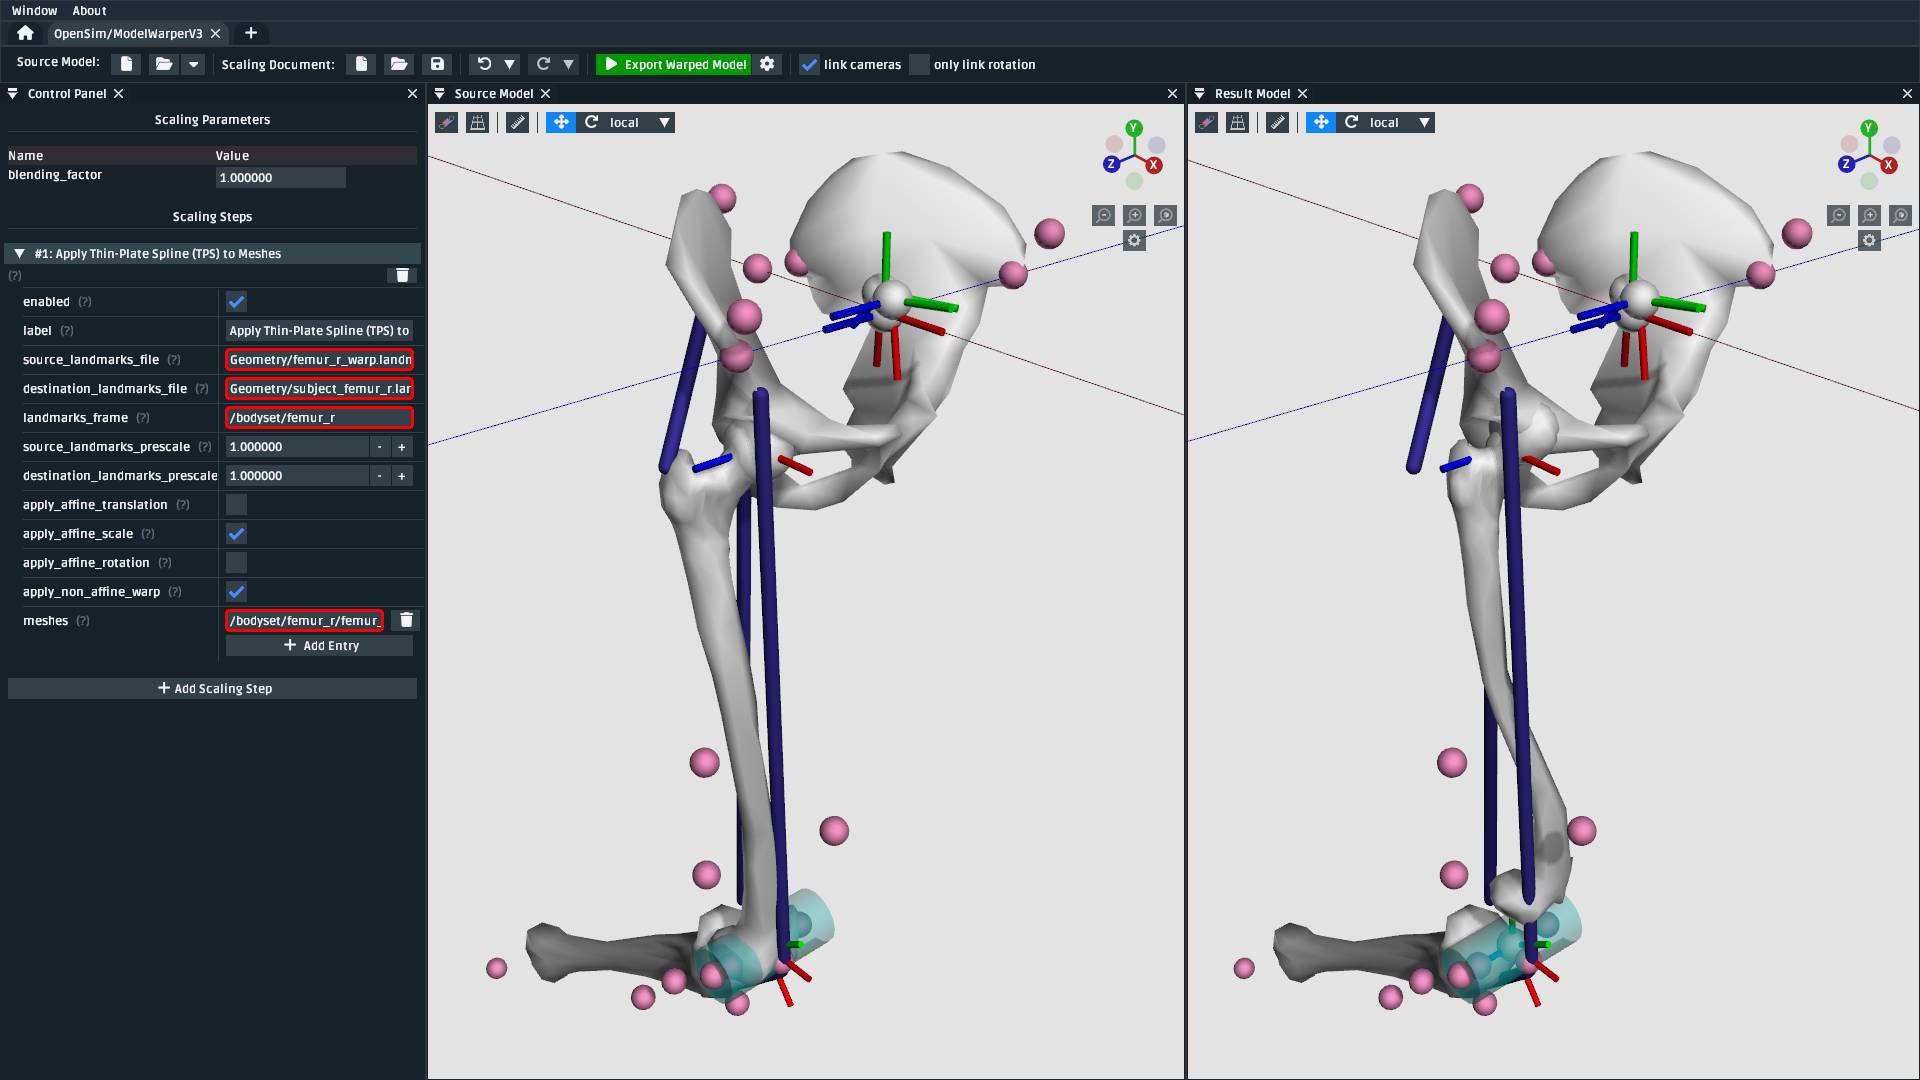 Window About
OpenSim/ModelWarperV3
Source Model: Scaling Document: Export Warped Model link cameras only link rotation
Control Panel
Scaling Parameters
Name Value
blending_factor 1.000000
Scaling Steps
#1: Apply Thin-Plate Spline (TPS) to Meshes
(?)
enabled (?)
label (?) Apply Thin-Plate Spline (TPS) to
source_landmarks_file (?) Geometry/femur_r_warp.landn
destination_landmarks_file (?) Geometry/subject_femur_r.lar
landmarks_frame (?) /bodyset/femur_r
source_landmarks_prescale (?) 1.000000 - +
destination_landmarks_prescale 1.000000 - +
apply_affine_translation (?)
apply_affine_scale (?)
apply_affine_rotation (?)
apply_non_affine_warp (?)
meshes (?) /bodyset/femur_r/femur_
+ Add Entry
+ Add Scaling Step
Source Model
local
Y
Z X
Result Model
local
Y
Z X